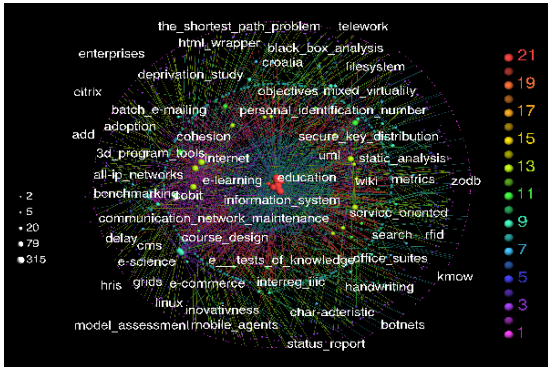 the_shortest_path_problem
telework
html_wrapper
black_box_analysis
enterprises
croatia
filesystem
21
deprivation_study
19
citrix
objectives
mixed_virtuality
batch_e-mailing
personal_identification_number
17
add
adoption
cohesion
secure_key_distribution
15
3d_program_tools
internet
uml
static_analysis
13
all-ip_networks
e-learning
education
wiki
metrics
zodb
2
benchmarking
cobit
information_system
11
5
communication_network_maintenance
service_oriented
20
delay
cms
course_design
search
rfid
9
79
e-science
e___tests_of_knowledge
office_suites
7
315
hris
grids
e-commerce
interreg_iiic
handwriting
kmow
5
linux
inovativness
char-acteristic
3
model_assessment
mobile_agents
botnets
1
status_report